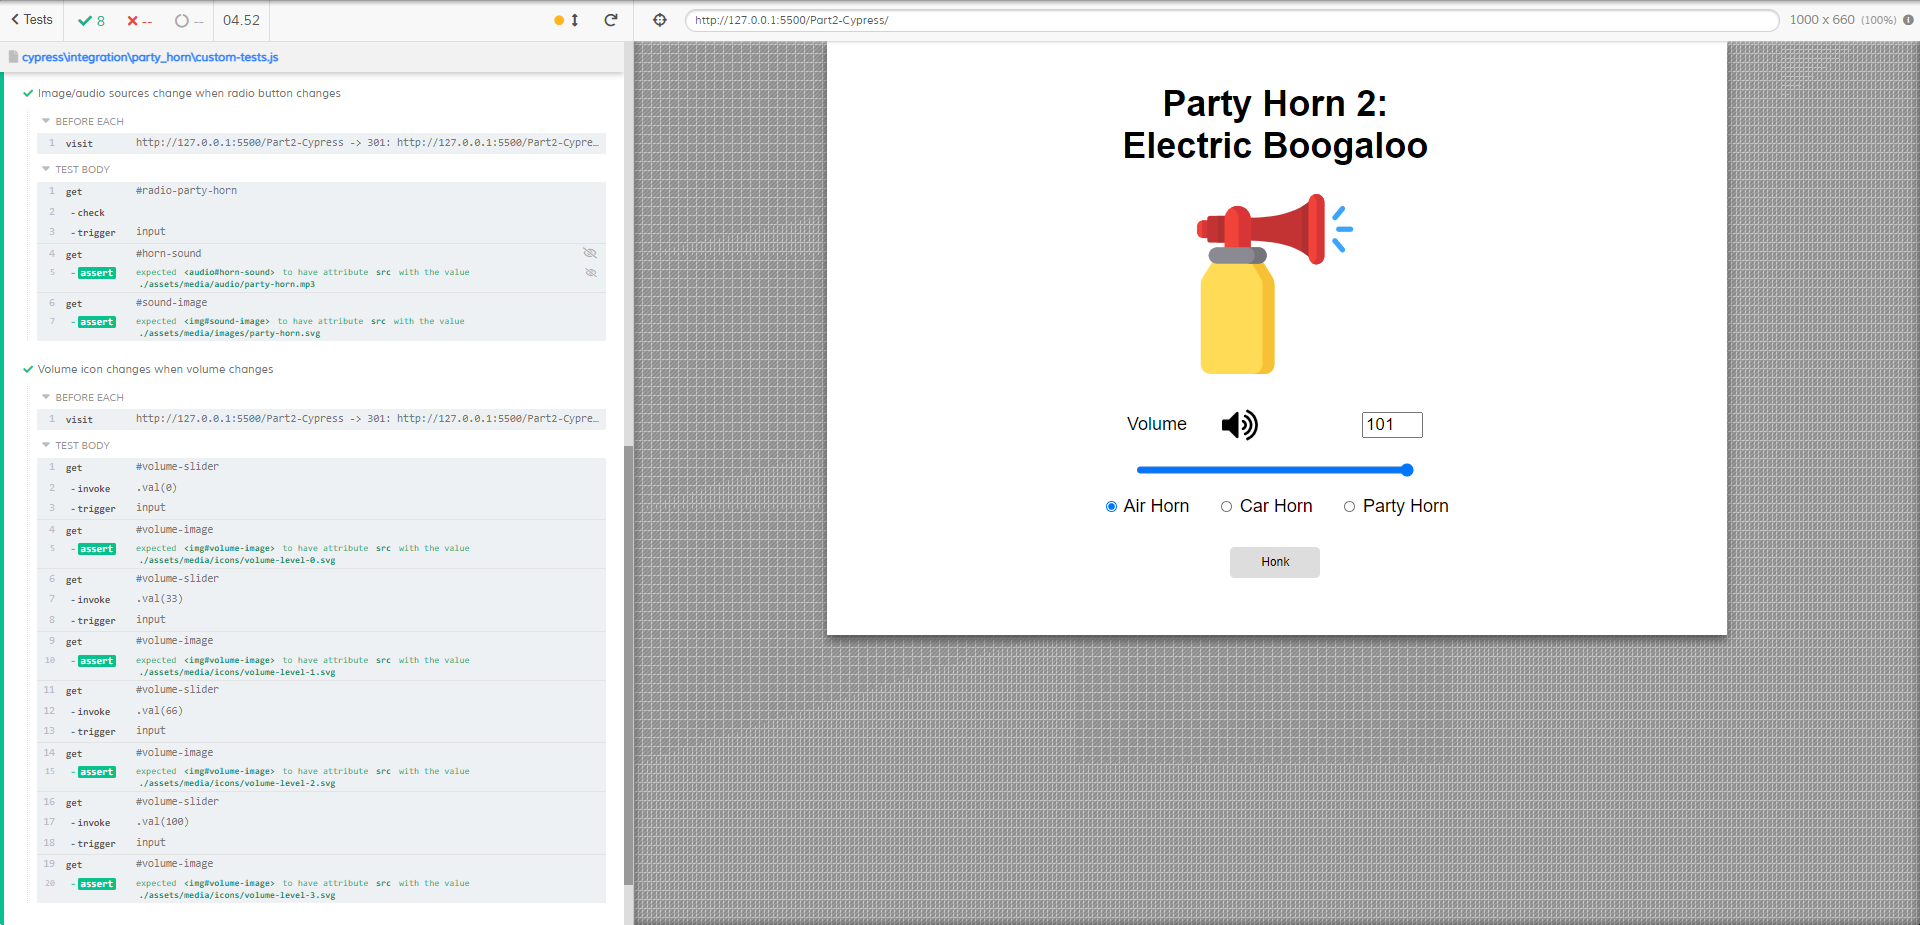 Tests
8
--
--
04.52
http://127.0.0.1:5500/Part2-Cypress/
1000 x 660 (100%)
cypress\integration\party_horn\custom-tests.js
Image/audio sources change when radio button changes
BEFORE EACH
1 visit http://127.0.0.1:5500/Part2-Cypress -> 301: http://127.0.0.1:5500/Part2-Cypre…
TEST BODY
1 get #radio-party-horn
2 -check
3 -trigger input
4 get #horn-sound
5 -assert expected <audio#horn-sound> to have attribute src with the value
./assets/media/audio/party-horn.mp3
6 get #sound-image
7 -assert expected <img#sound-image> to have attribute src with the value
./assets/media/images/party-horn.svg
Volume icon changes when volume changes
BEFORE EACH
1 visit http://127.0.0.1:5500/Part2-Cypress -> 301: http://127.0.0.1:5500/Part2-Cypre…
TEST BODY
1 get #volume-slider
2 -invoke .val(0)
3 -trigger input
4 get #volume-image
5 -assert expected <img#volume-image> to have attribute src with the value
./assets/media/icons/volume-level-0.svg
6 get #volume-slider
7 -invoke .val(33)
8 -trigger input
9 get #volume-image
10 -assert expected <img#volume-image> to have attribute src with the value
./assets/media/icons/volume-level-1.svg
11 get #volume-slider
12 -invoke .val(66)
13 -trigger input
14 get #volume-image
15 -assert expected <img#volume-image> to have attribute src with the value
./assets/media/icons/volume-level-2.svg
16 get #volume-slider
17 -invoke .val(100)
18 -trigger input
19 get #volume-image
20 -assert expected <img#volume-image> to have attribute src with the value
./assets/media/icons/volume-level-3.svg
Party Horn 2:
Electric Boogaloo
Volume 101
Air Horn Car Horn Party Horn
Honk